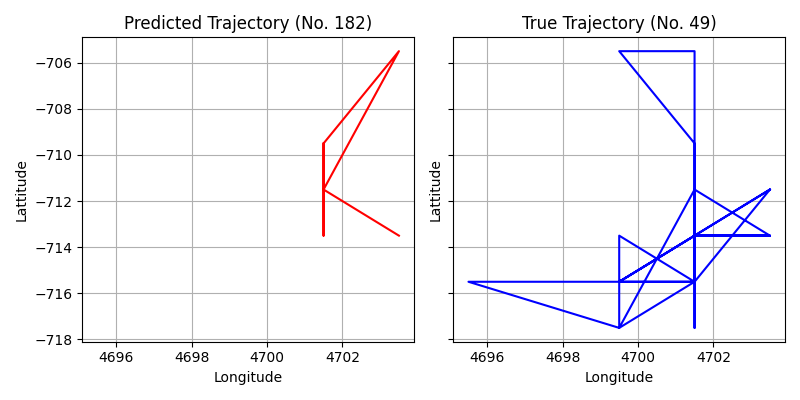 Predicted Trajectory (No. 182)
True Trajectory (No. 49)
−706
−708
−710
−712
−714
−716
−718
Lattitude
Lattitude
4696 4698 4700 4702
4696 4698 4700 4702
Longitude
Longitude